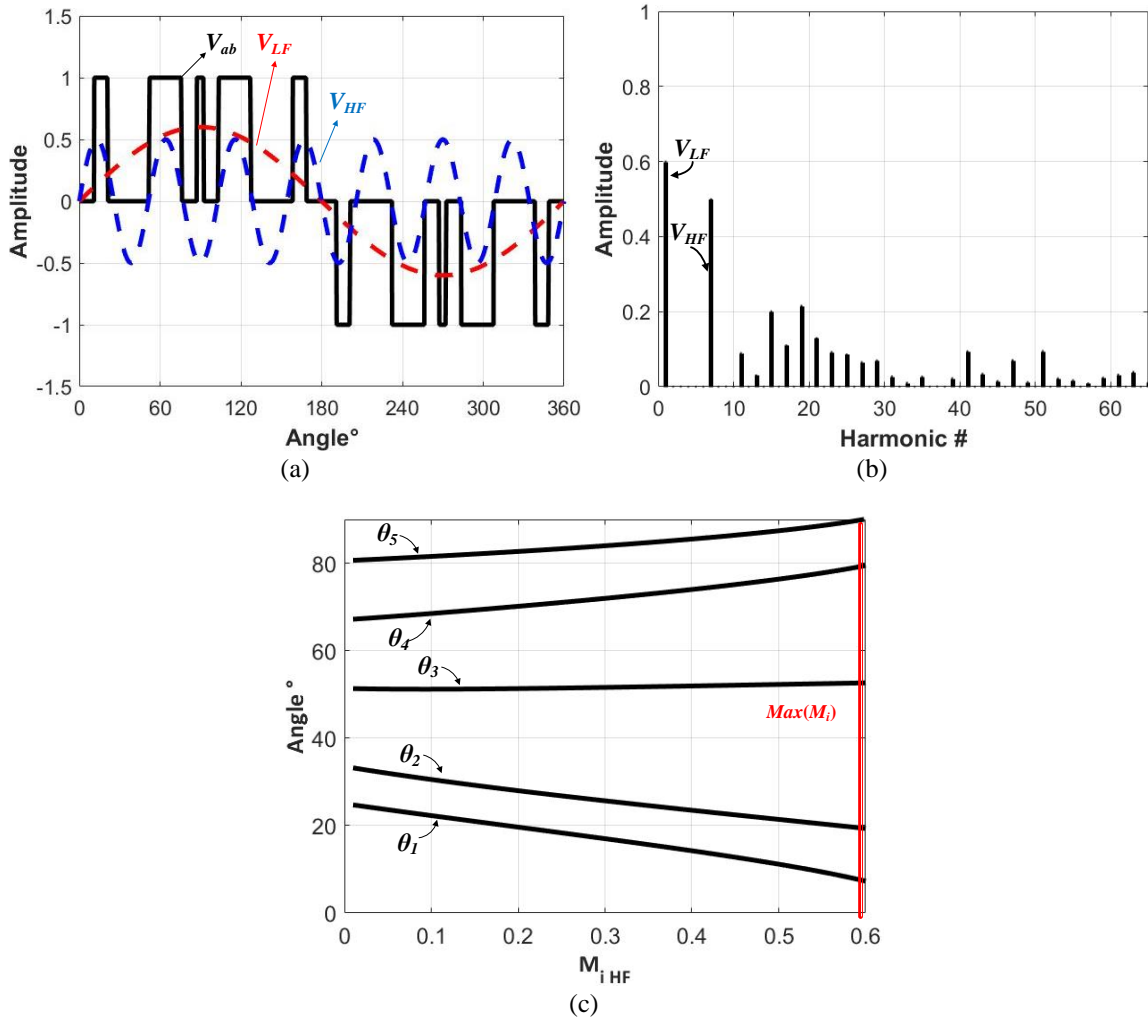 1.5
1
0.5
0
-0.5
-1
-1.5
Amplitude
V_ab
V_LF
V_HF
0 60 120 180 240 300 360
Angle°
(a)
1
0.8
0.6
0.4
0.2
0
Amplitude
V_LF
V_HF
0 10 20 30 40 50 60
Harmonic #
(b)
80
60
40
20
0
Angle °
θ5
θ4
θ3
θ2
θ1
Max(Mi)
0 0.1 0.2 0.3 0.4 0.5 0.6
M_i HF
(c)